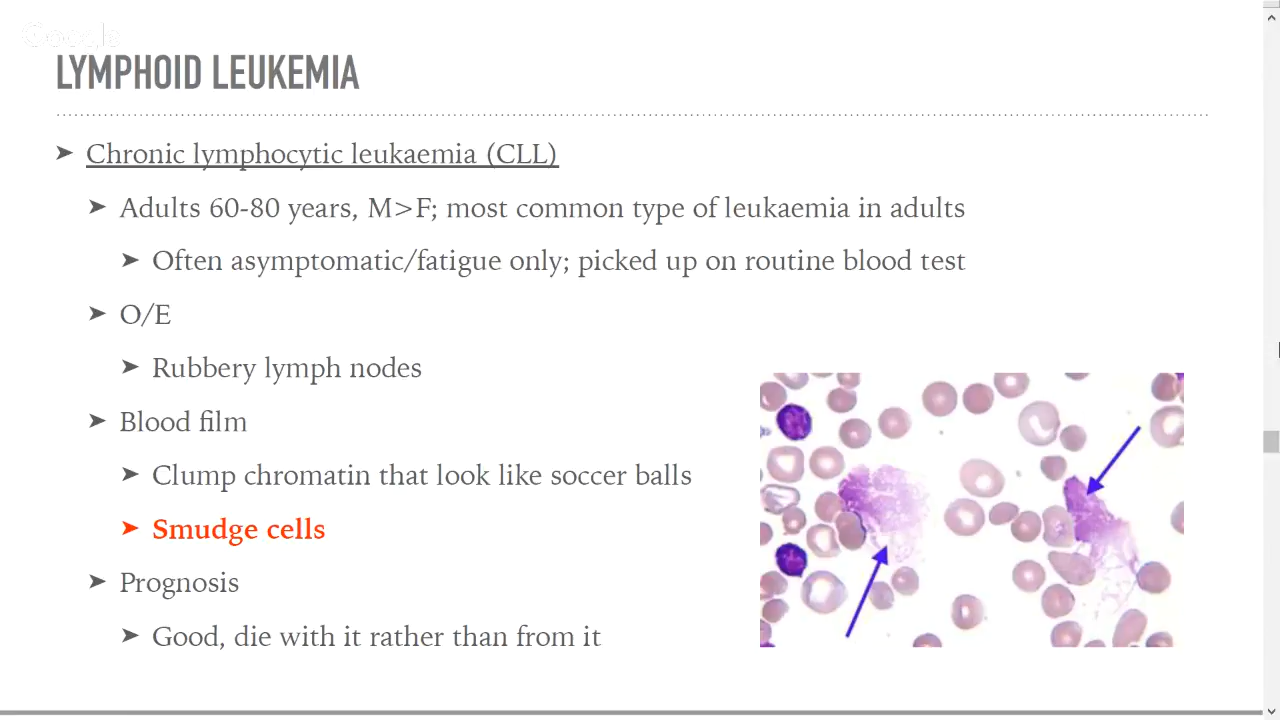 LYMPHOID LEUKEMIA
➤ Chronic lymphocytic leukaemia (CLL)
➤ Adults 60-80 years, M>F; most common type of leukaemia in adults
➤ Often asymptomatic/fatigue only; picked up on routine blood test
➤ O/E
➤ Rubbery lymph nodes
➤ Blood film
➤ Clump chromatin that look like soccer balls
➤ Smudge cells
➤ Prognosis
➤ Good, die with it rather than from it